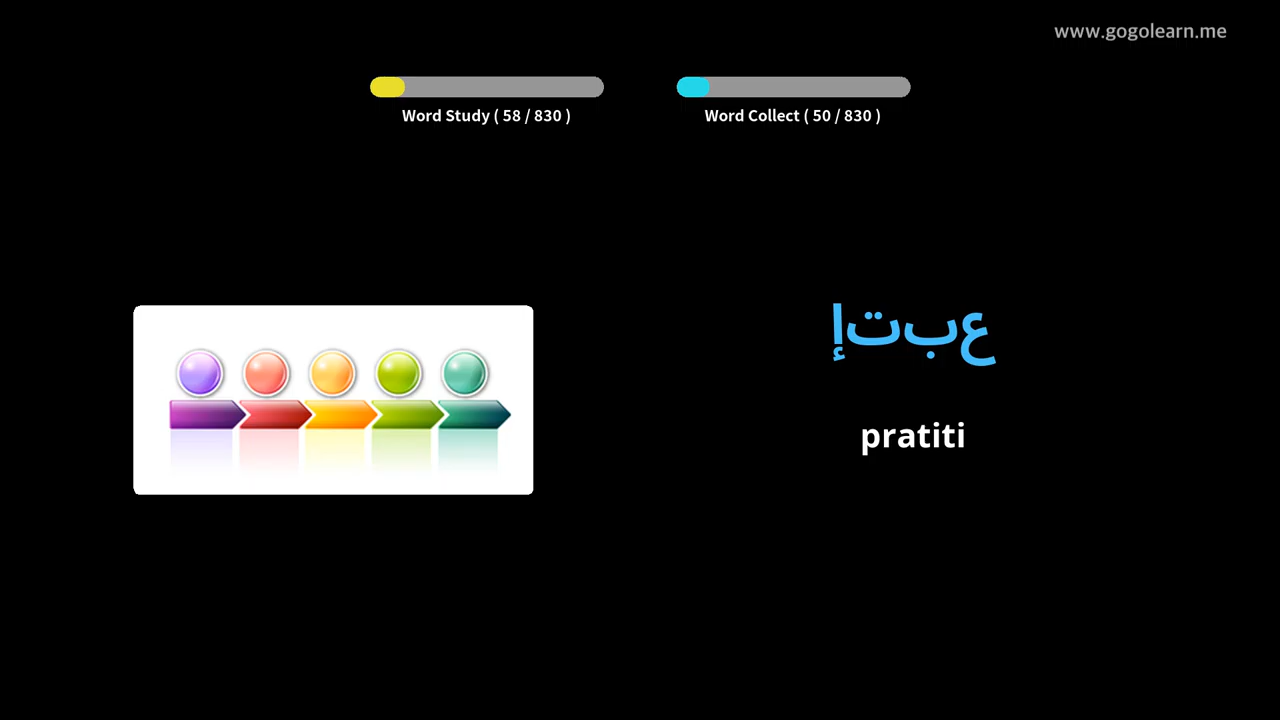 www.gogolearn.me
Word Study ( 58 / 830 )
Word Collect ( 50 / 830 )
إتبع
pratiti